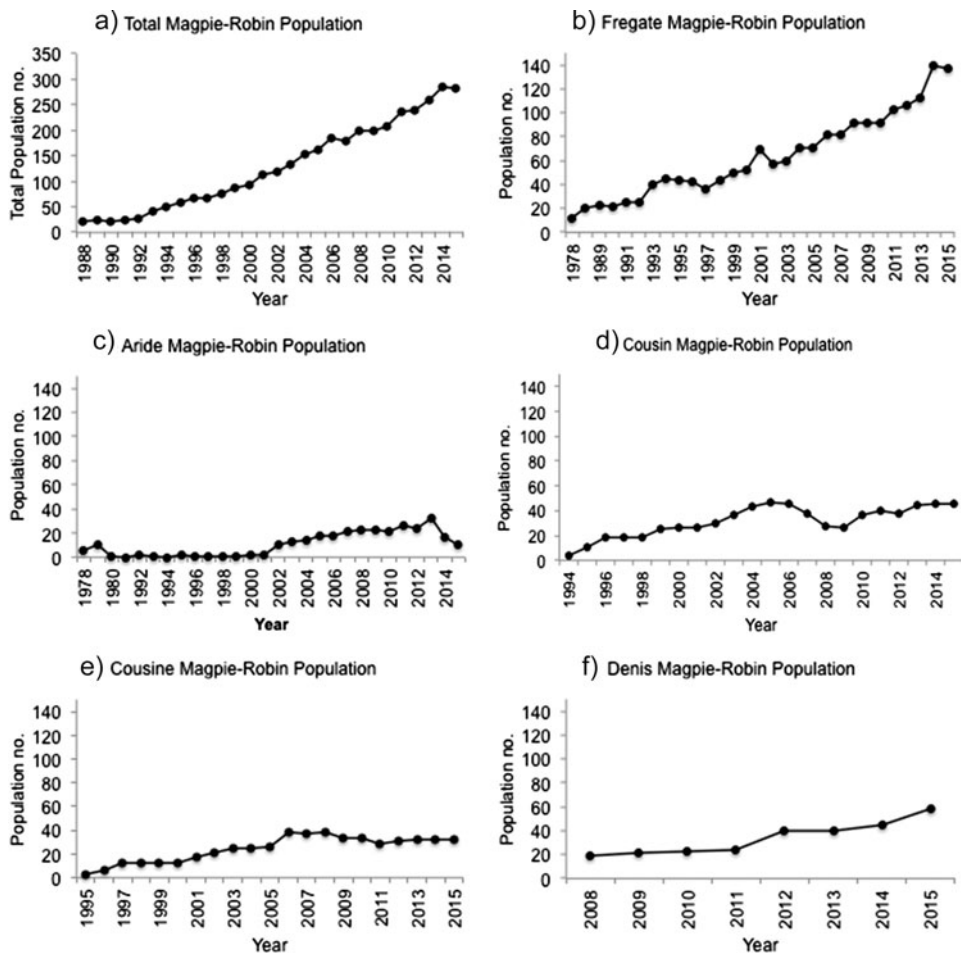 a) Total Magpie-Robin Population
Total Population no.
350
300
250
200
150
100
50
0
1988 1990 1992 1994 1996 1998 2000 2002 2004 2006 2008 2010 2012 2014
Year
b) Fregate Magpie-Robin Population
Population no.
140
120
100
80
60
40
20
0
1978 1989 1991 1993 1995 1997 1999 2001 2003 2005 2007 2009 2011 2013 2015
Year
c) Aride Magpie-Robin Population
Population no.
140
120
100
80
60
40
20
0
1978 1980 1992 1994 1996 1998 2000 2002 2004 2006 2008 2010 2012 2014
Year
d) Cousin Magpie-Robin Population
Population no.
140
120
100
80
60
40
20
0
1994 1996 1998 2000 2002 2004 2006 2008 2010 2012 2014
Year
e) Cousine Magpie-Robin Population
Population no.
140
120
100
80
60
40
20
0
1995 1997 1999 2001 2003 2005 2007 2009 2011 2013 2015
Year
f) Denis Magpie-Robin Population
Population no.
140
120
100
80
60
40
20
0
2008 2009 2010 2011 2012 2013 2014 2015
Year